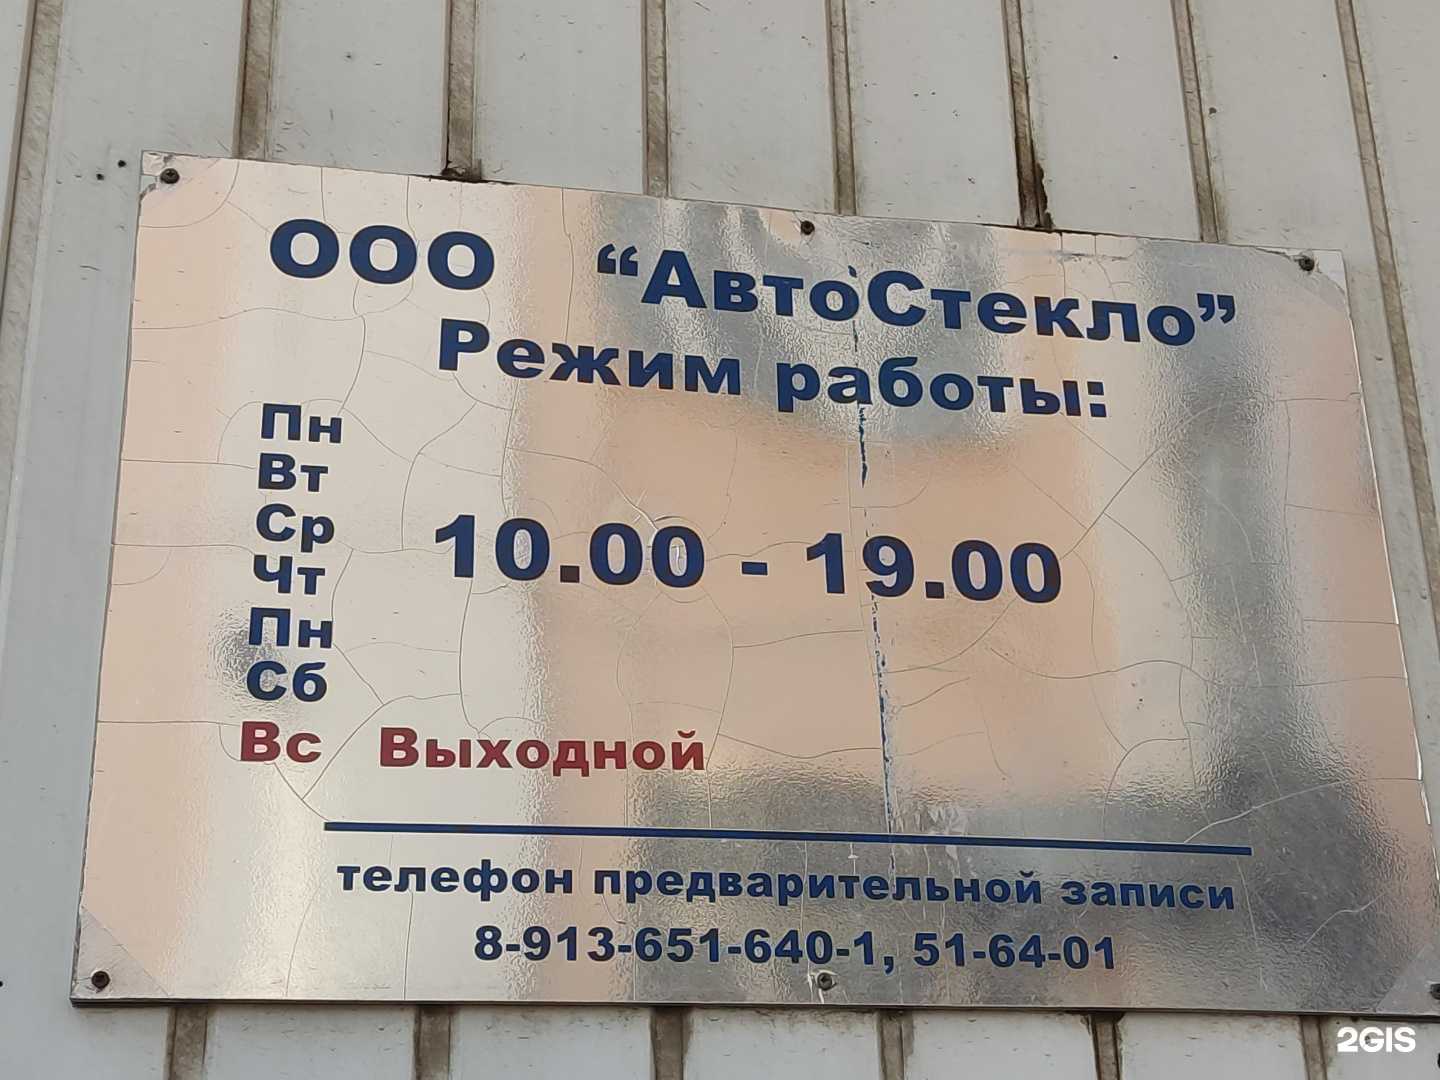 ООО “АвтоСтекло”
Режим работы:
Пн
Вт
Ср
Чт
Пн
Сб
10.00 - 19.00
Вс Выходной
телефон предварительной записи
8-913-651-640-1, 51-64-01
2GIS